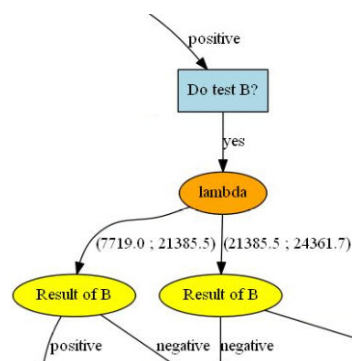 positive
Do test B?
yes
lambda
(7719.0 ; 21385.5) (21385.5 ; 24361.7)
Result of B Result of B
positive negative negative